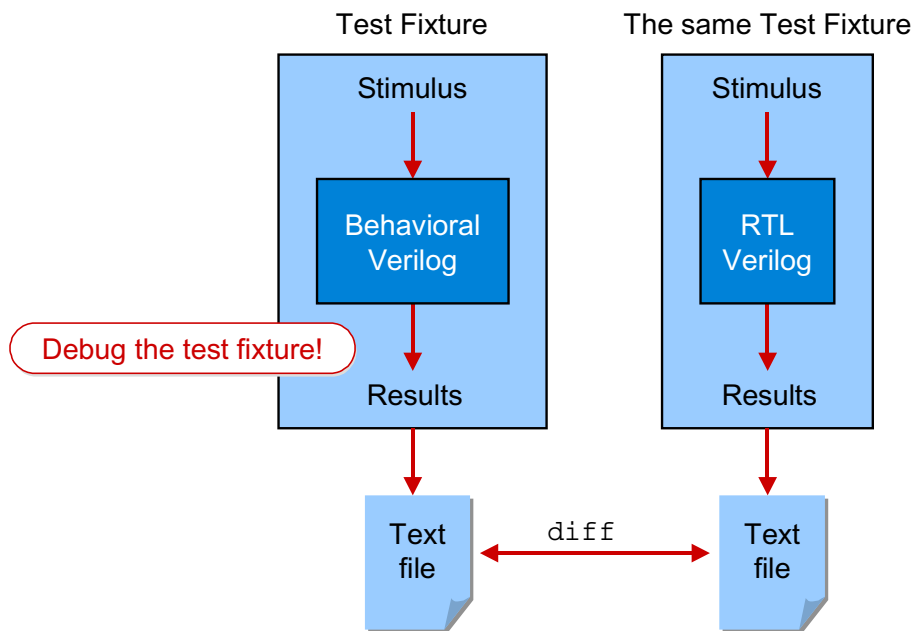 Test Fixture
The same Test Fixture
Stimulus
Stimulus
Behavioral
Verilog
RTL
Verilog
Debug the test fixture!
Results
Results
Text
file
diff
Text
file